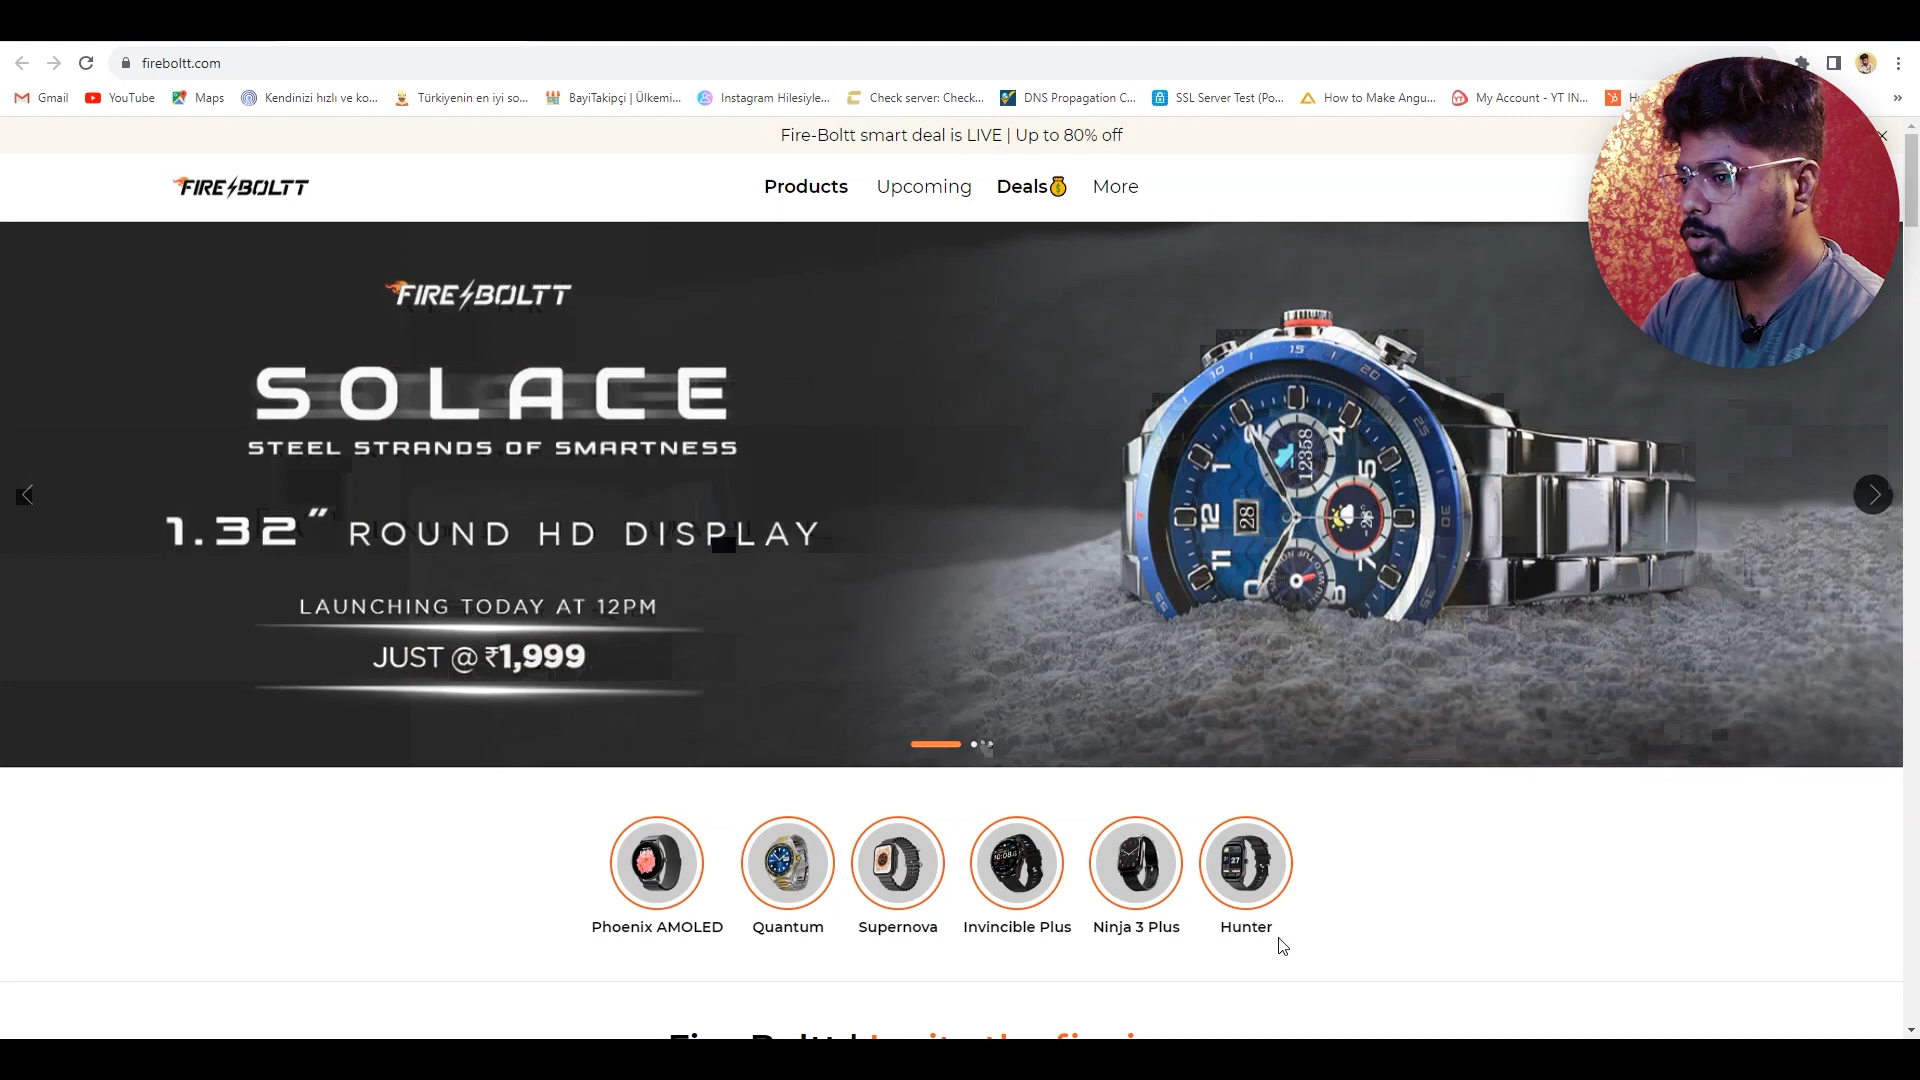 fireboltt.com
Gmail
YouTube
Maps
Kendinizi hızlı ve ko...
Türkiyenin en iyi so...
BayiTakipçi | Ülkemi...
Instagram Hilesiyle...
Check server: Check...
DNS Propagation C...
SSL Server Test (Po...
How to Make Angu...
My Account - YT IN...
Fire-Boltt smart deal is LIVE | Up to 80% off
FIRE BOLTT
Products
Upcoming
Deals
More
FIRE BOLTT
SOLACE
STEEL STRANDS OF SMARTNESS
1.32" ROUND HD DISPLAY
LAUNCHING TODAY AT 12PM
JUST @ ₹1,999
Phoenix AMOLED
Quantum
Supernova
Invincible Plus
Ninja 3 Plus
Hunter